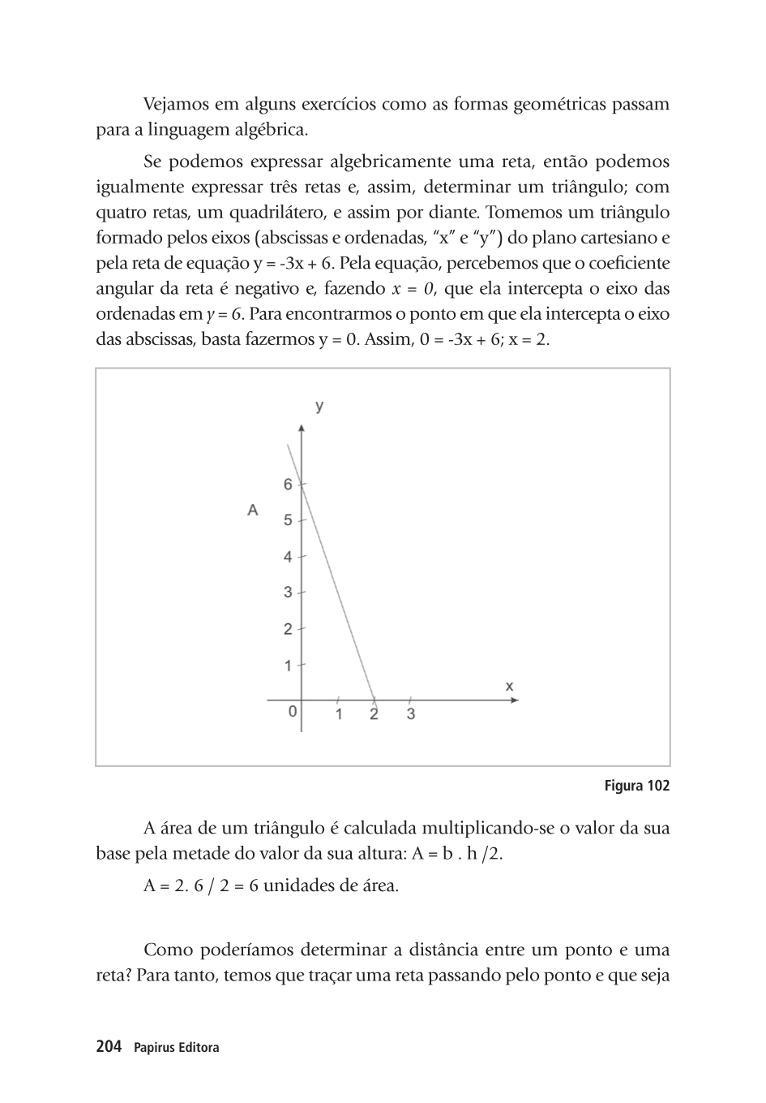 Vejamos em alguns exercícios como as formas geométricas passam
para a linguagem algébrica.
Se podemos expressar algebricamente uma reta, então podemos
igualmente expressar três retas e, assim, determinar um triângulo; com
quatro retas, um quadrilátero, e assim por diante. Tomemos um triângulo
formado pelos eixos (abscissas e ordenadas, “x” e “y”) do plano cartesiano e
pela reta de equação y = -3x + 6. Pela equação, percebemos que o coeficiente
angular da reta é negativo e, fazendo x = 0, que ela intercepta o eixo das
ordenadas em y = 6. Para encontrarmos o ponto em que ela intercepta o eixo
das abscissas, basta fazermos y = 0. Assim, 0 = -3x + 6; x = 2.
y
6
A
5
4
3
2
1
x
0 1 2 3
Figura 102
A área de um triângulo é calculada multiplicando-se o valor da sua
base pela metade do valor da sua altura: A = b . h /2.
A = 2. 6 / 2 = 6 unidades de área.
Como poderíamos determinar a distância entre um ponto e uma
reta? Para tanto, temos que traçar uma reta passando pelo ponto e que seja
204 Papirus Editora